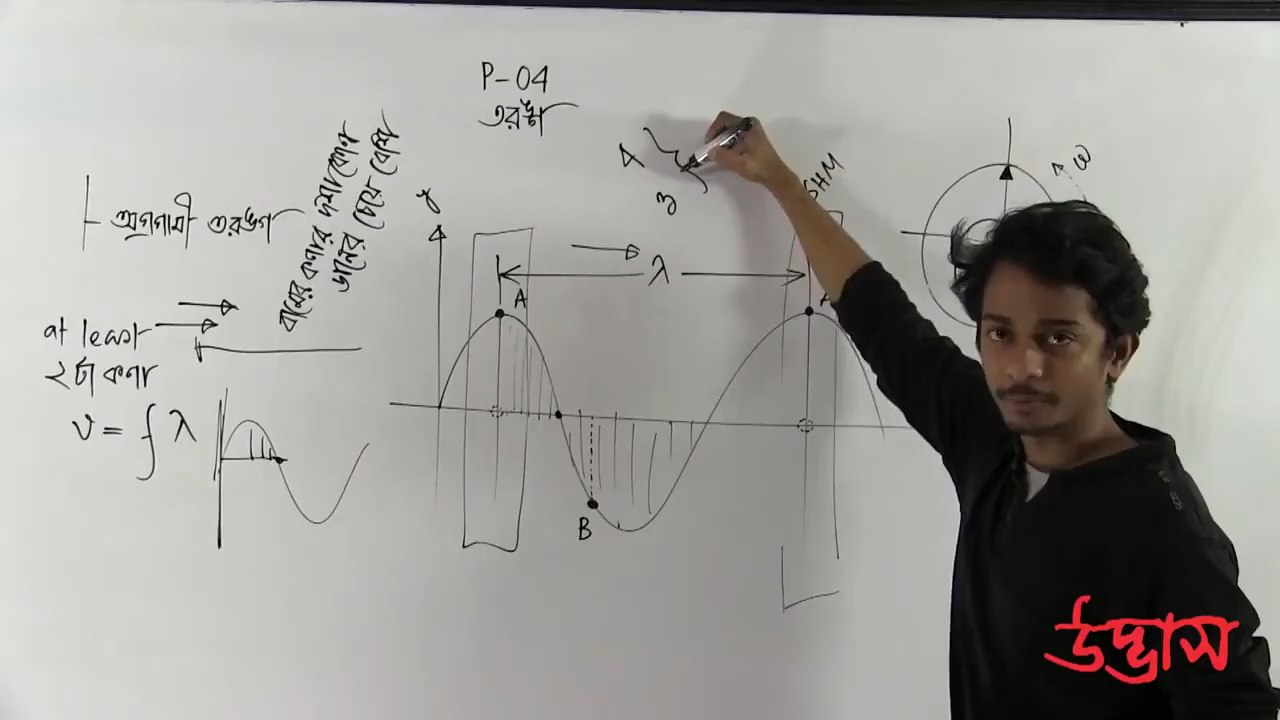 P-04
তরঙ্গ
অগ্রগামী তরঙ্গ
বামের কণার দশাকোণ
ডানের চেয়ে বেশি
at least
২টা কণা
v = f λ
y
A
λ
SHM
A
B
ω
উদ্ভাস